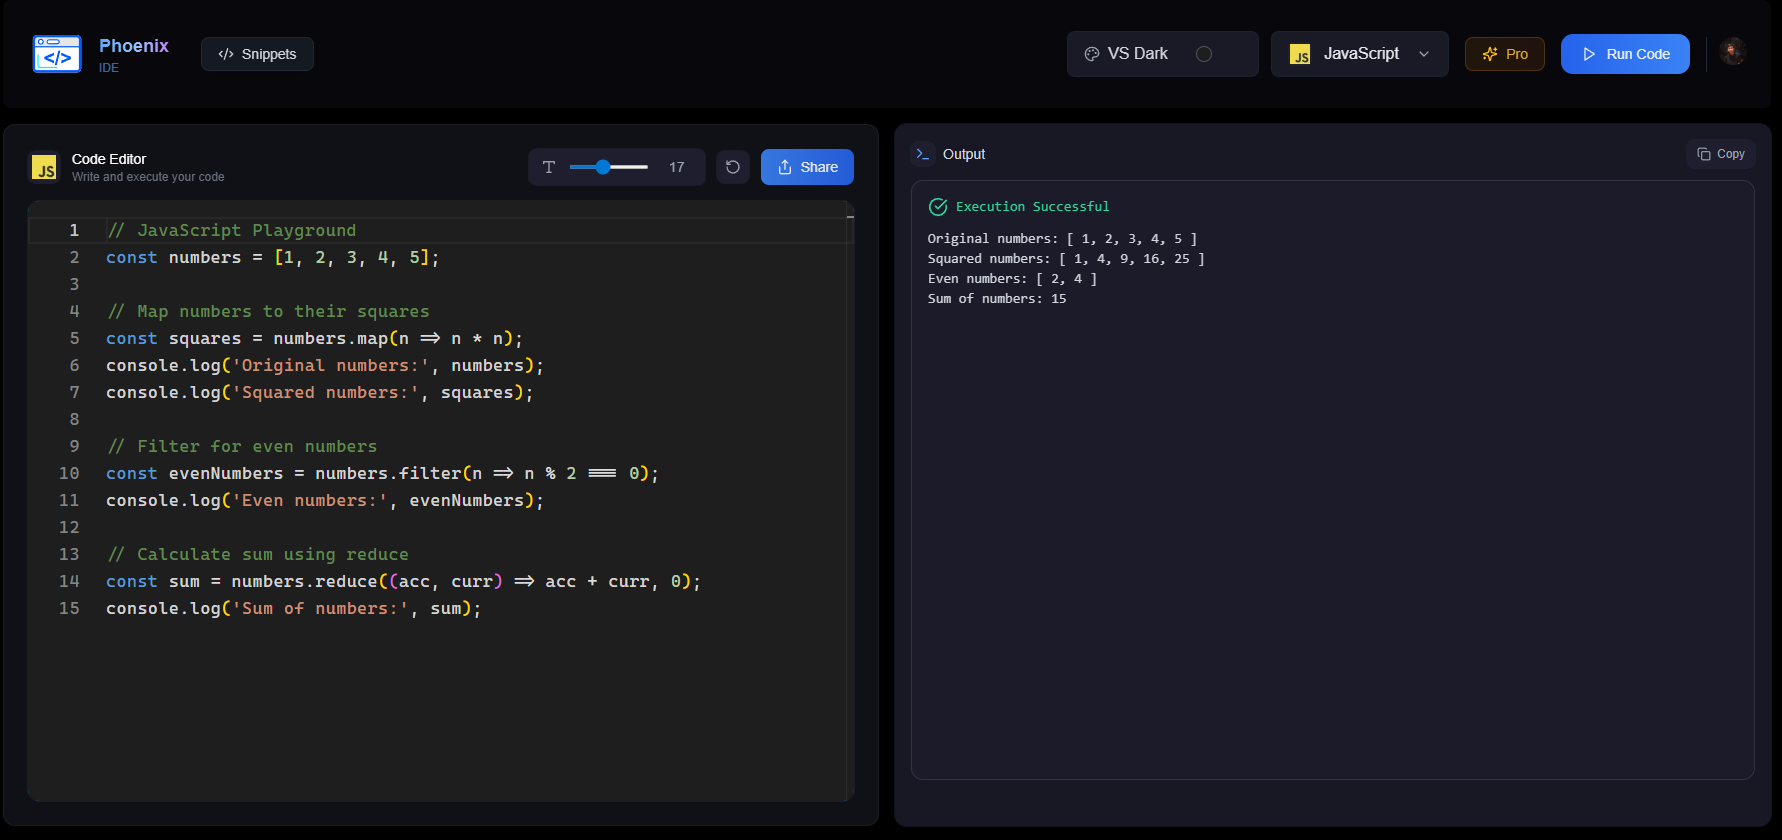 Phoenix
IDE
</> Snippets
VS Dark
JS JavaScript
Pro
Run Code
JS
Code Editor
Write and execute your code
T 17
Share
1 // JavaScript Playground
2 const numbers = [1, 2, 3, 4, 5];
3
4 // Map numbers to their squares
5 const squares = numbers.map(n => n * n);
6 console.log('Original numbers:', numbers);
7 console.log('Squared numbers:', squares);
8
9 // Filter for even numbers
10 const evenNumbers = numbers.filter(n => n % 2 === 0);
11 console.log('Even numbers:', evenNumbers);
12
13 // Calculate sum using reduce
14 const sum = numbers.reduce((acc, curr) => acc + curr, 0);
15 console.log('Sum of numbers:', sum);
>_ Output
Copy
Execution Successful
Original numbers: [ 1, 2, 3, 4, 5 ]
Squared numbers: [ 1, 4, 9, 16, 25 ]
Even numbers: [ 2, 4 ]
Sum of numbers: 15